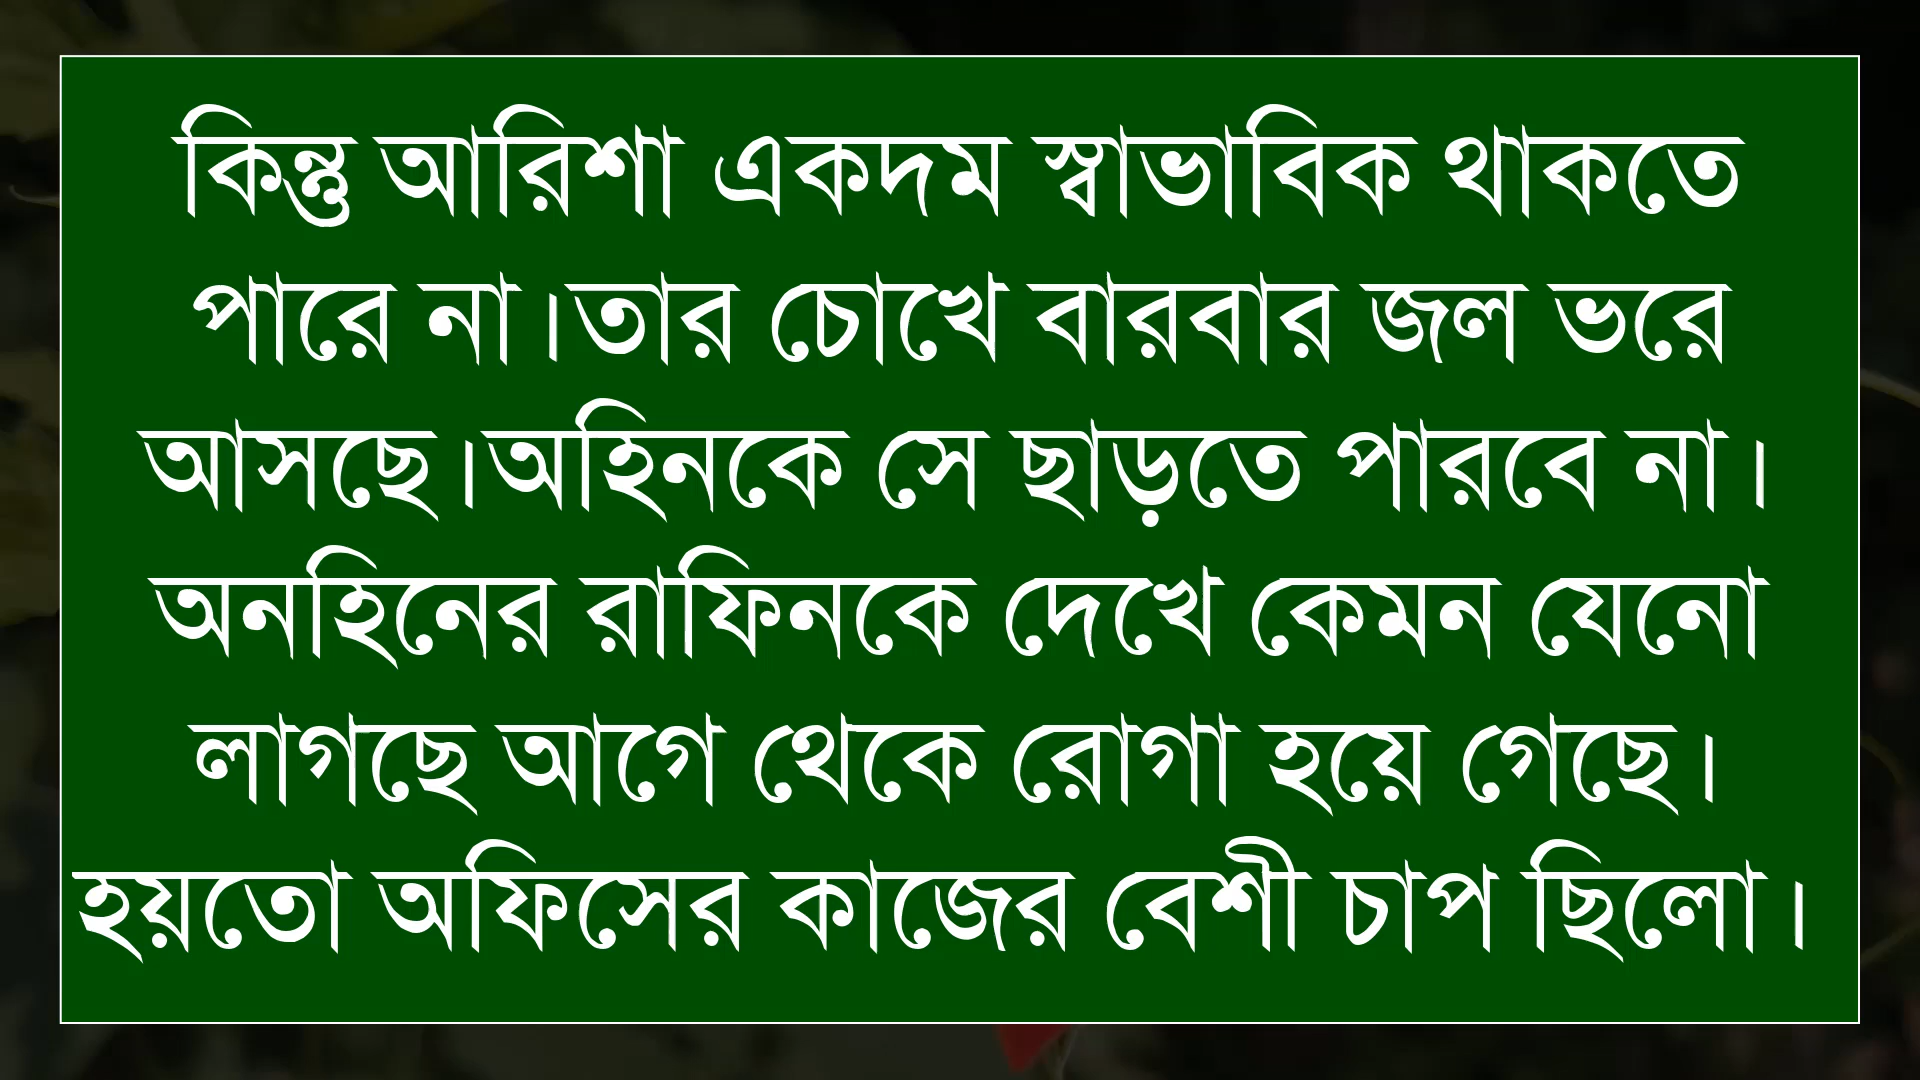 কিন্তু আরিশা একদম স্বাভাবিক থাকতে
পারে না।তার চোখে বারবার জল ভরে
আসছে।অহিনকে সে ছাড়তে পারবে না।
অনহিনের রাফিনকে দেখে কেমন যেনো
লাগছে আগে থেকে রোগা হয়ে গেছে।
হয়তো অফিসের কাজের বেশী চাপ ছিলো।